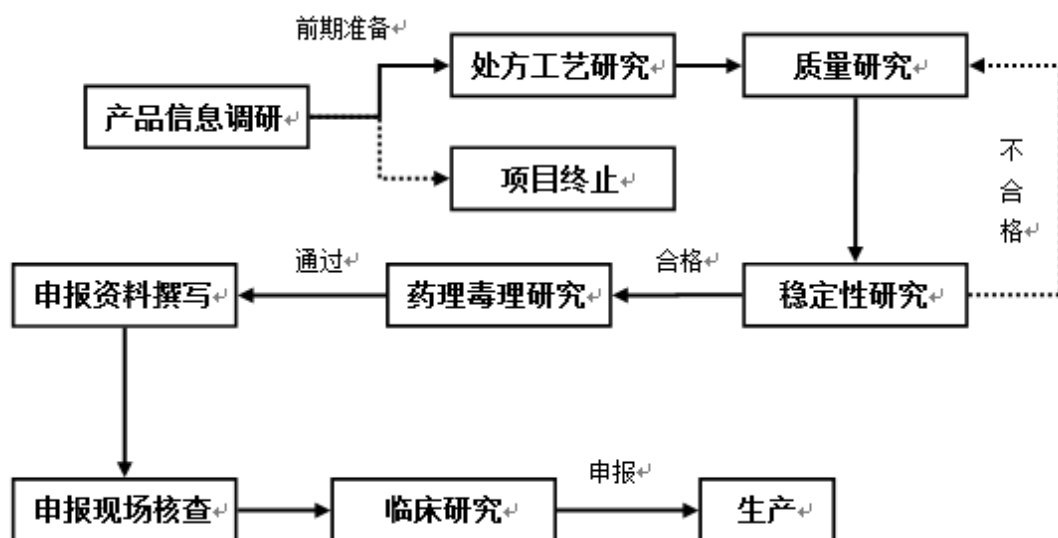 前期准备
处方工艺研究
质量研究
产品信息调研
项目终止
不
合
格
通过
合格
申报资料撰写
药理毒理研究
稳定性研究
申报
申报现场核查
临床研究
生产